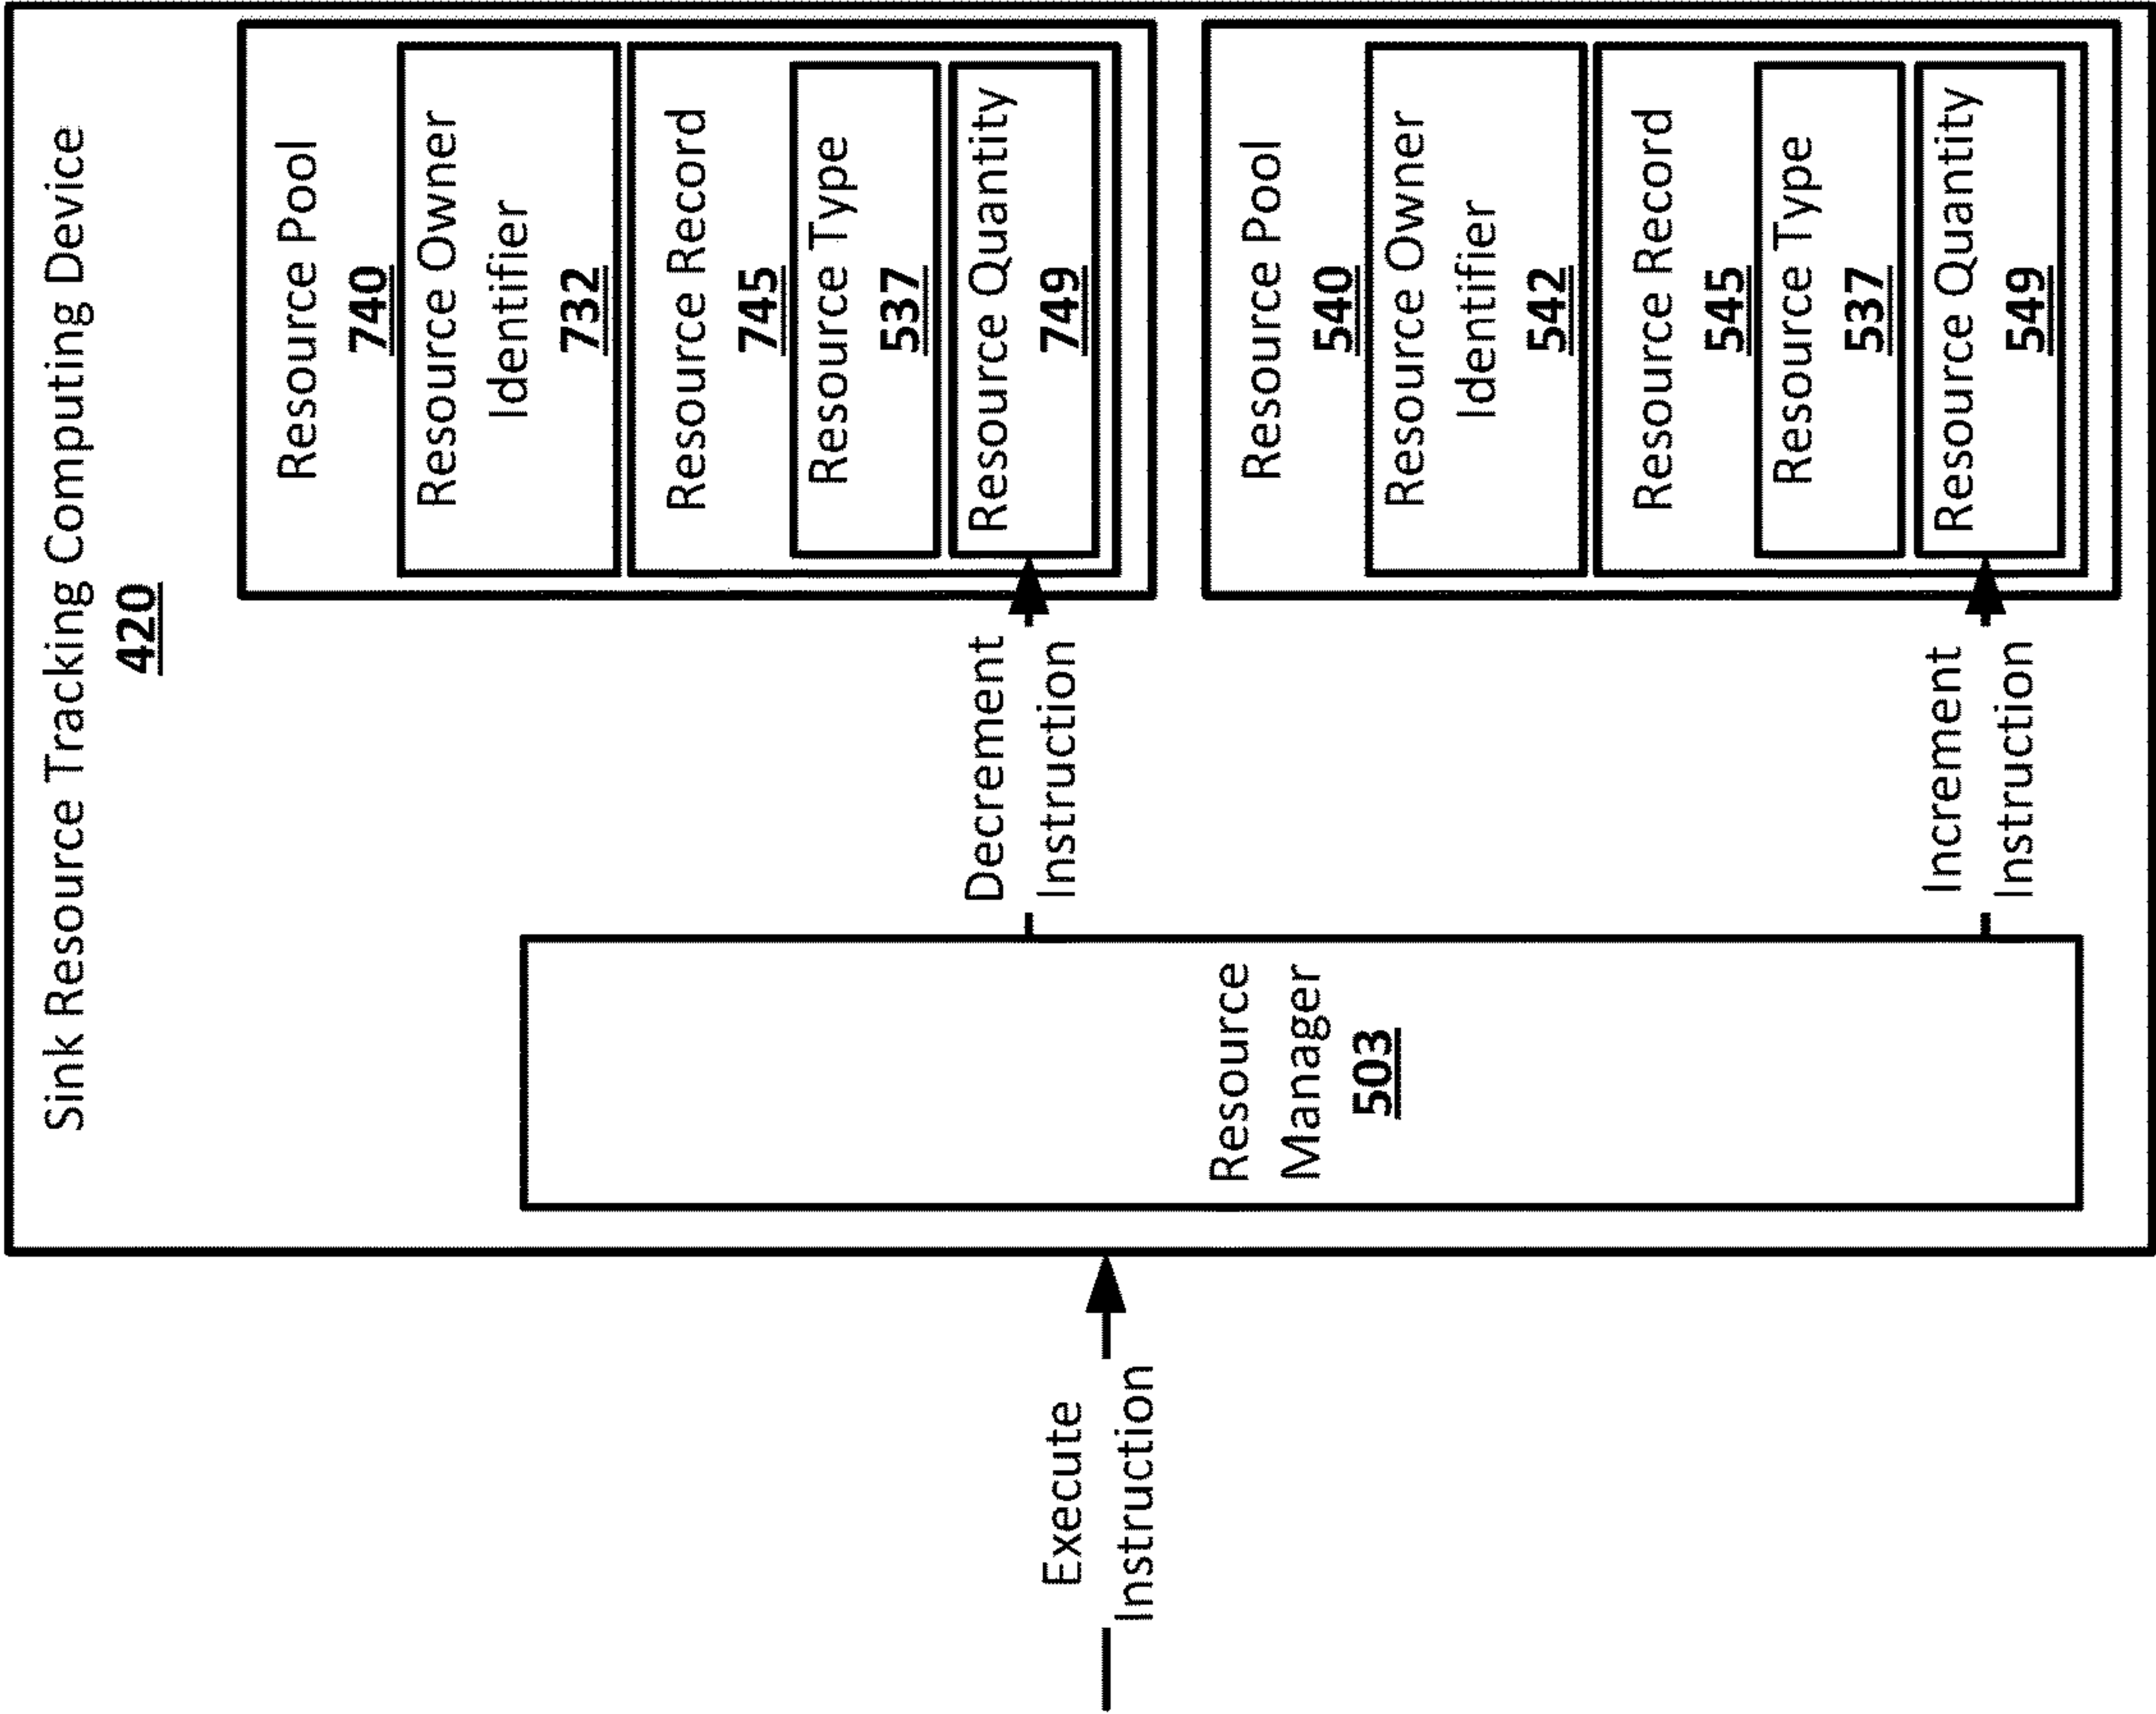 Sink Resource Tracking Computing Device
420
Execute
Instruction
Resource
Manager
503
Decrement
Instruction
Increment
Instruction
Resource Pool
740
Resource Owner
Identifier
732
Resource Record
745
Resource Type
537
Resource Quantity
749
Resource Pool
540
Resource Owner
Identifier
542
Resource Record
545
Resource Type
537
Resource Quantity
549